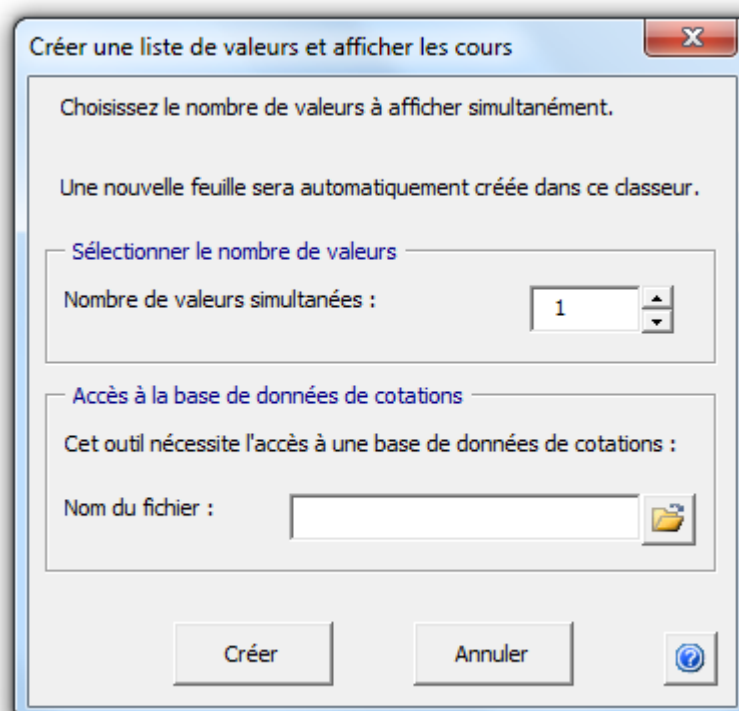 Créer une liste de valeurs et afficher les cours
Choisissez le nombre de valeurs à afficher simultanément.
Une nouvelle feuille sera automatiquement créée dans ce classeur.
Sélectionner le nombre de valeurs
Nombre de valeurs simultanées : 1
Accès à la base de données de cotations
Cet outil nécessite l'accès à une base de données de cotations :
Nom du fichier :
Créer Annuler